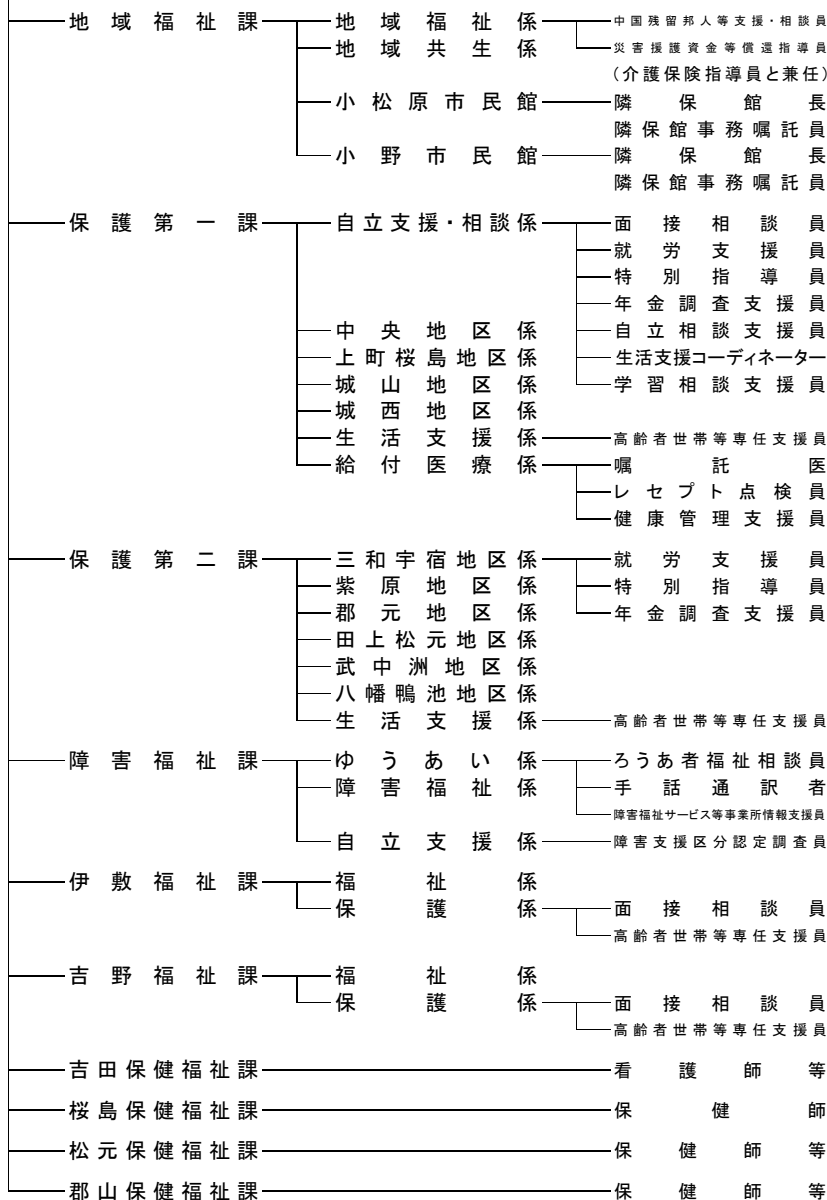 地域福祉課 地域福祉係 中国残留邦人等支援・相談員
地域共生係 災害援護資金等償還指導員
(介護保険指導員と兼任)
小松原市民館 隣保館長
隣保館事務嘱託員
小野市民館 隣保館長
隣保館事務嘱託員
保護第一課 自立支援・相談係 面接相談員
就労支援員
特別指導員
年金調査支援員
中央地区係 自立相談支援員
上町桜島地区係 生活支援コーディネーター
城山地区係 学習相談支援員
城西地区係
生活支援係 高齢者世帯等専任支援員
給付医療係 嘱託医
レセプト点検員
健康管理支援員
保護第二課 三和宇宿地区係 就労支援員
紫原地区係 特別指導員
郡元地区係 年金調査支援員
田上松元地区係
武中洲地区係
八幡鴨池地区係
生活支援係 高齢者世帯等専任支援員
障害福祉課 ゆうあい係 ろうあ者福祉相談員
障害福祉係 手話通訳者
障害福祉サービス等事業所情報支援員
自立支援係 障害支援区分認定調査員
伊敷福祉課 福祉係
保護係 面接相談員
高齢者世帯等専任支援員
吉野福祉課 福祉係
保護係 面接相談員
高齢者世帯等専任支援員
吉田保健福祉課 看護師等
桜島保健福祉課 保健師
松元保健福祉課 保健師等
郡山保健福祉課 保健師等